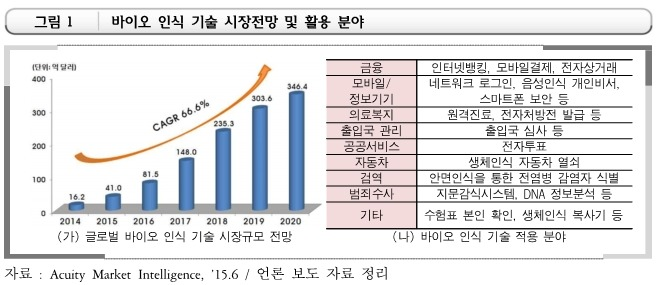 그림 1
바이오 인식 기술 시장전망 및 활용 분야
(단위: 억 달러)
400
300
200
100
0
CAGR 66.6%
16.2
41.0
81.5
148.0
235.3
303.6
346.4
2014 2015 2016 2017 2018 2019 2020
(가) 글로벌 바이오 인식 기술 시장규모 전망
금융 인터넷뱅킹, 모바일결제, 전자상거래
모바일/ 네트워크 로그인, 음성인식 개인비서,
정보기기 스마트폰 보안 등
의료복지 원격진료, 전자처방전 발급 등
출입국 관리 출입국 심사 등
공공서비스 전자투표
자동차 생체인식 자동차 열쇠
검역 안면인식을 통한 전염병 감염자 식별
범죄수사 지문감식시스템, DNA 정보분석 등
기타 수험표 본인 확인, 생체인식 복사기 등
(나) 바이오 인식 기술 적용 분야
자료 : Acuity Market Intelligence, '15.6 / 언론 보도 자료 정리